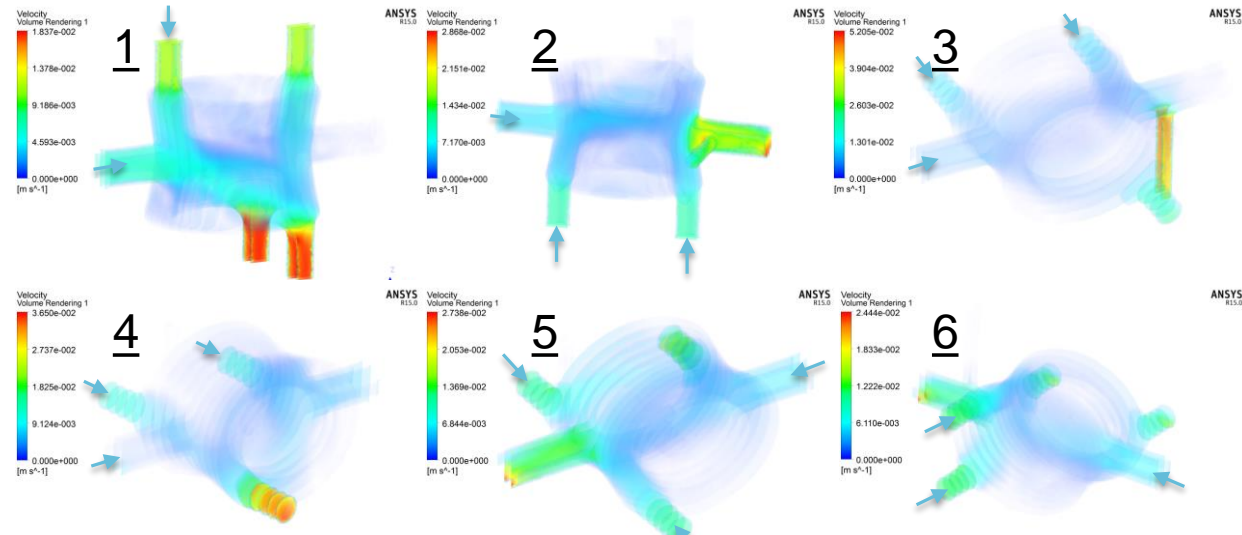 Velocity
Volume Rendering 1
1.837e-002
1.378e-002
9.186e-003
4.593e-003
0.000e+000
[m s^-1]
1
ANSYS
R15.0
z
Velocity
Volume Rendering 1
2.868e-002
2.151e-002
1.434e-002
7.170e-003
0.000e+000
[m s^-1]
2
ANSYS
R15.0
Velocity
Volume Rendering 1
5.205e-002
3.904e-002
2.603e-002
1.301e-002
0.000e+000
[m s^-1]
3
ANSYS
R15.0
Velocity
Volume Rendering 1
3.650e-002
2.737e-002
1.825e-002
9.124e-003
0.000e+000
[m s^-1]
4
ANSYS
R15.0
Velocity
Volume Rendering 1
2.738e-002
2.053e-002
1.369e-002
6.844e-003
0.000e+000
[m s^-1]
5
ANSYS
R15.0
Velocity
Volume Rendering 1
2.444e-002
1.833e-002
1.222e-002
6.110e-003
0.000e+000
[m s^-1]
6
ANSYS
R15.0